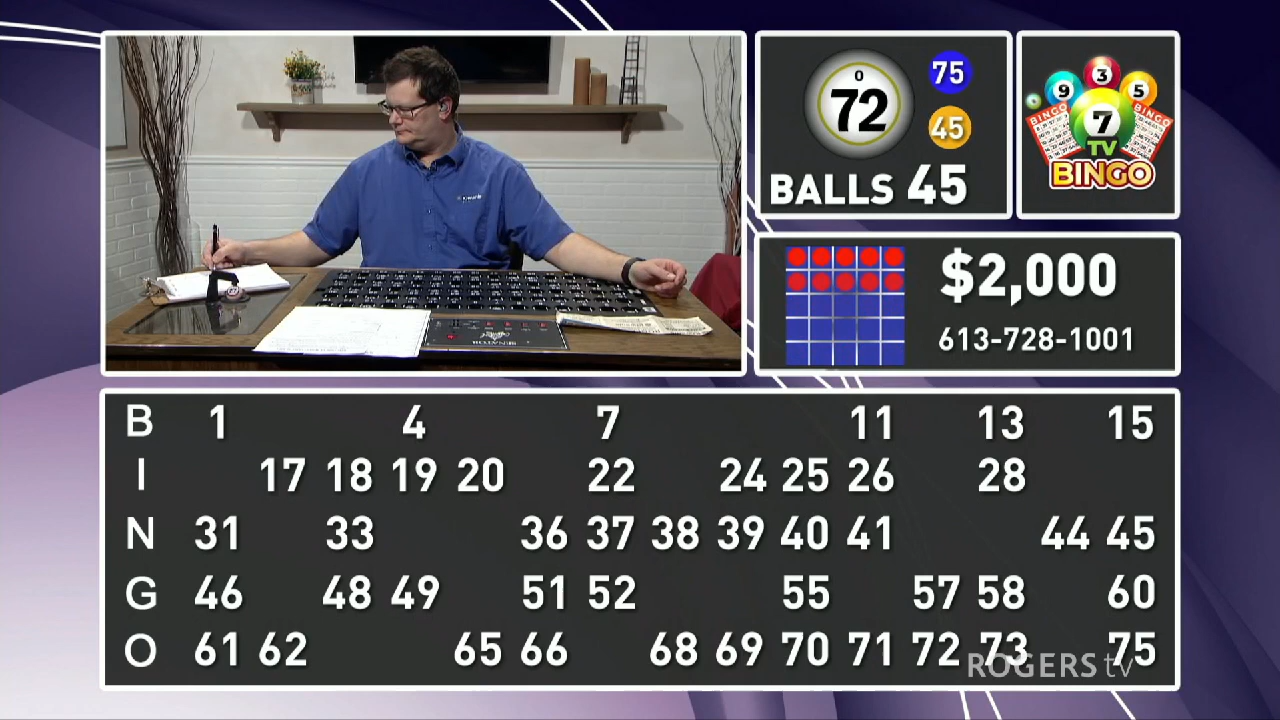 0
72
75
45
BALLS 45
9
3
5
7
BINGO
BINGO
TV
BINGO
$2,000
613-728-1001
B 1 4 7 11 13 15
I 17 18 19 20 22 24 25 26 28
N 31 33 36 37 38 39 40 41 44 45
G 46 48 49 51 52 55 57 58 60
O 61 62 65 66 68 69 70 71 72 73 75
ROGERS tv